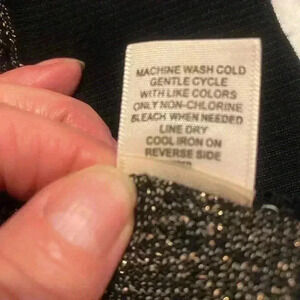 MACHINE WASH COLD
GENTLE CYCLE
WITH LIKE COLORS
ONLY NON-CHLORINE
BLEACH WHEN NEEDED
LINE DRY
COOL IRON ON
REVERSE SIDE